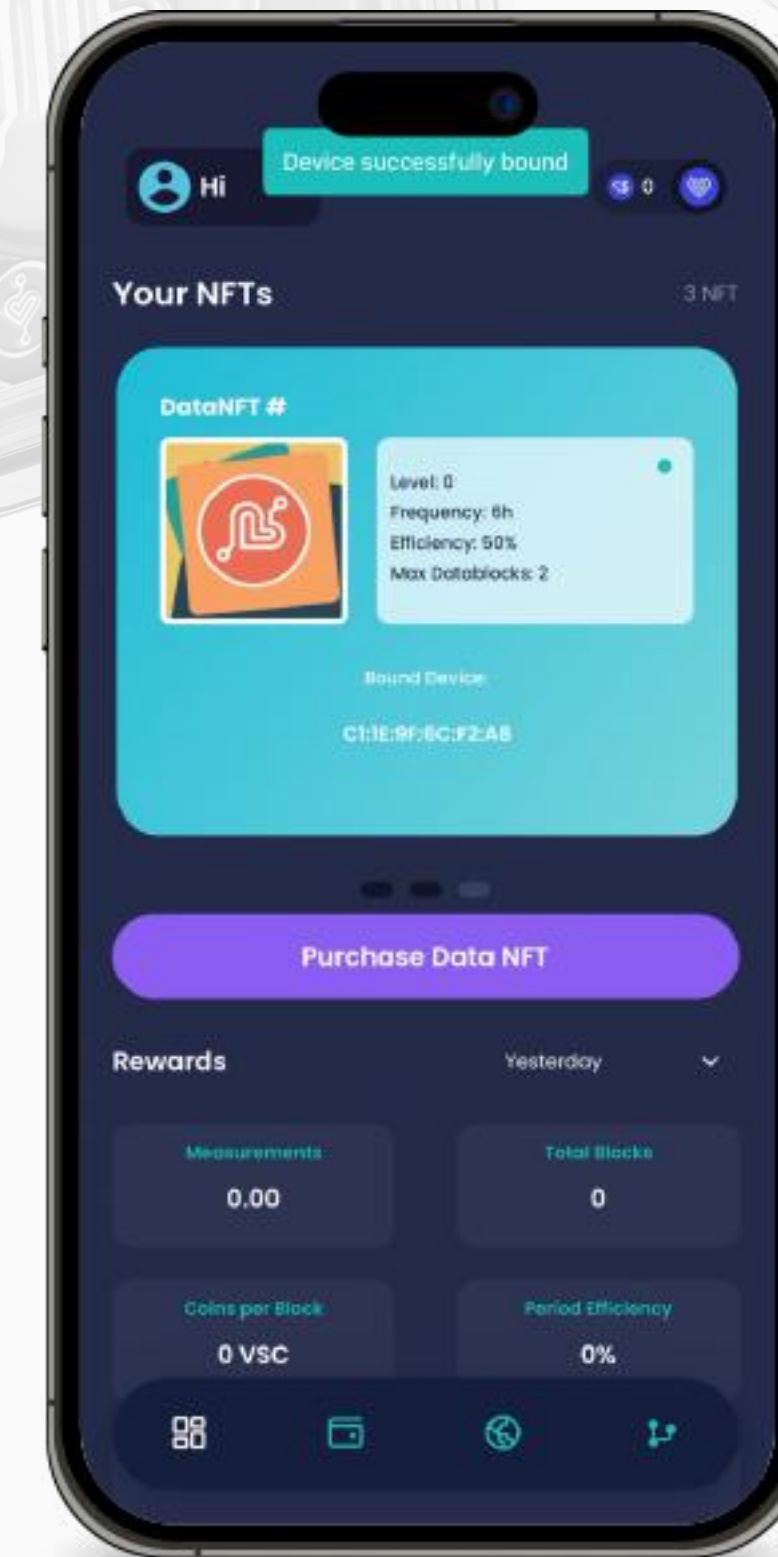 Device successfully bound
Hi
0
Your NFTs
3 NFT
DataNFT #
Level: 0
Frequency: 6h
Efficiency: 50%
Max Datablocks: 2
Bound Device
C1:1E:9F:6C:F2:A8
Purchase Data NFT
Rewards
Yesterday
Measurements
Total Blocks
0.00
0
Coins per Block
Period Efficiency
0 VSC
0%